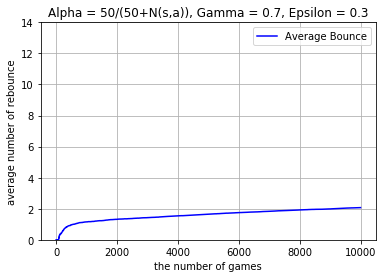 Alpha = 50/(50+N(s,a)), Gamma = 0.7, Epsilon = 0.3
Average Bounce
average number of rebounce
14
12
10
8
6
4
2
0
0 2000 4000 6000 8000 10000
the number of games